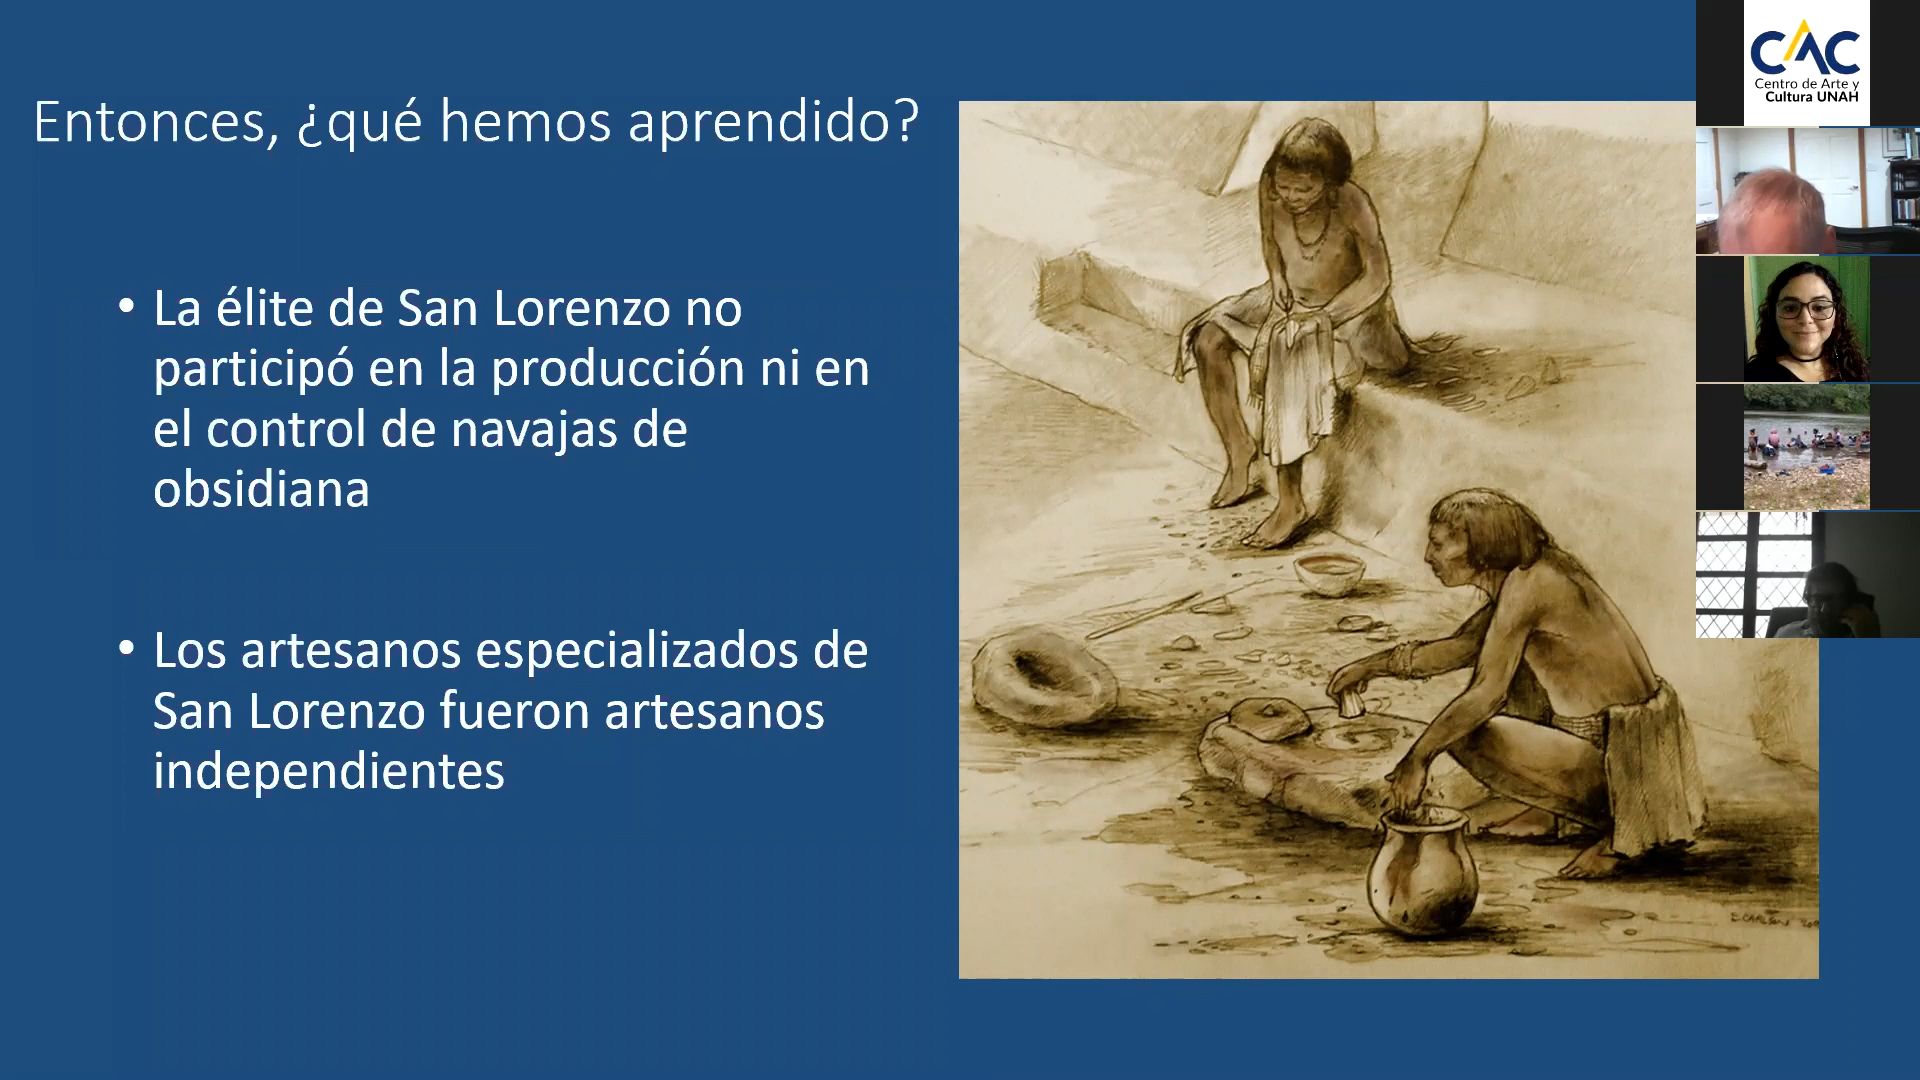 Entonces, ¿qué hemos aprendido?
• La élite de San Lorenzo no
participó en la producción ni en
el control de navajas de
obsidiana
• Los artesanos especializados de
San Lorenzo fueron artesanos
independientes
CAC
Centro de Arte y
Cultura UNAH